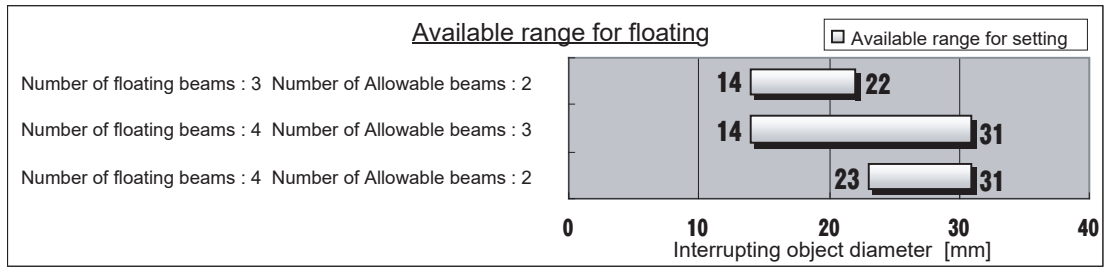 Available range for floating
Available range for setting
Number of floating beams : 3 Number of Allowable beams : 2
14 22
Number of floating beams : 4 Number of Allowable beams : 3
14 31
Number of floating beams : 4 Number of Allowable beams : 2
23 31
0 10 20 30 40
Interrupting object diameter [mm]